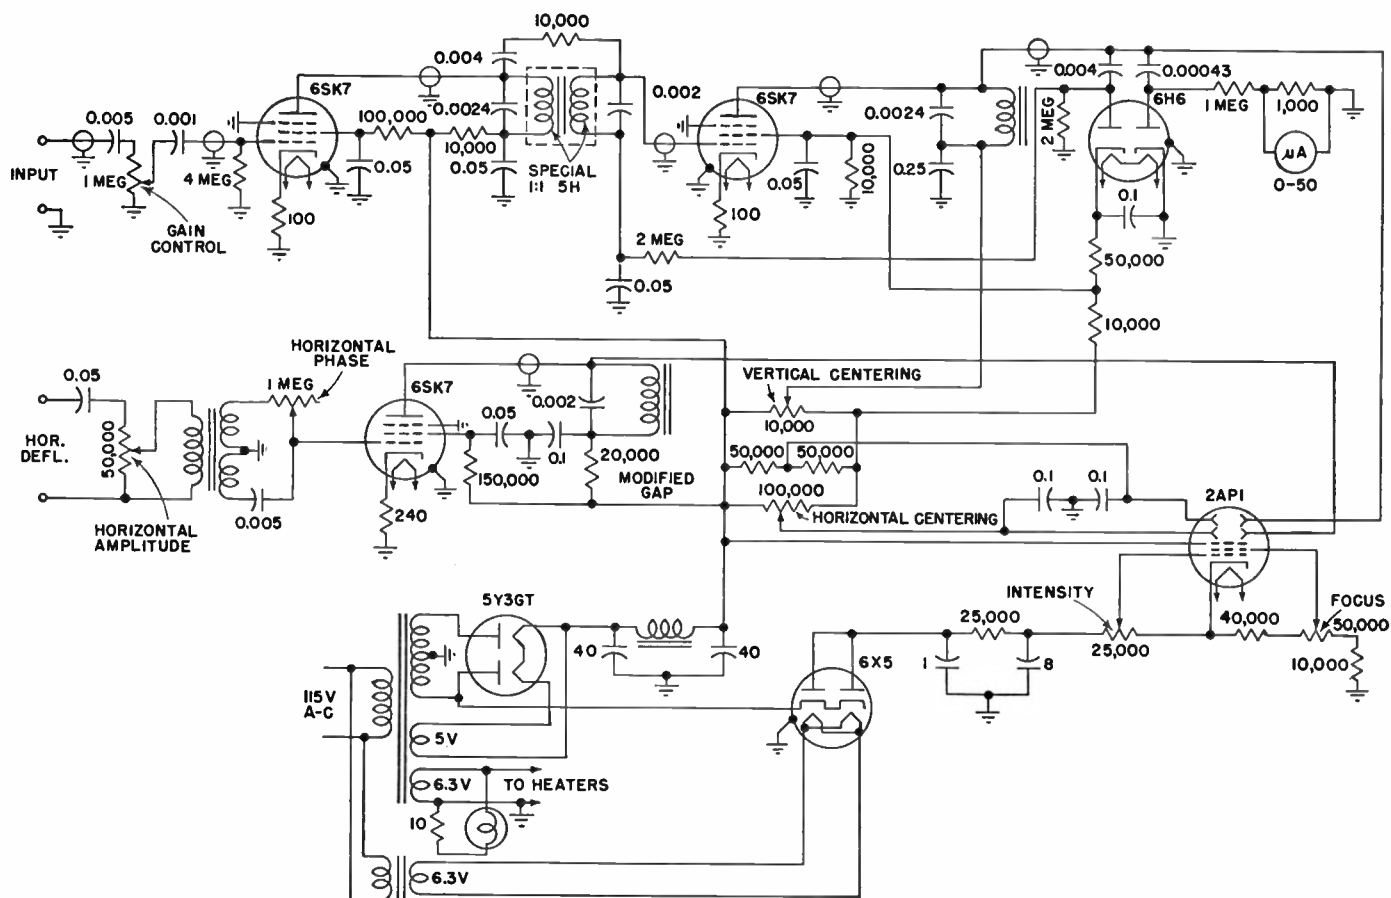 10,000
0.004
6SK7
0.005
0.001
100,000
0.0024
10,000
0.002
6SK7
0.0024
2 MEG
0.004
0.00043
6H6
1 MEG
1,000
μA
0-50
INPUT
1 MEG
4 MEG
0.05
0.05
SPECIAL
1:1 5H
0.05
10,000
0.25
0.1
GAIN
CONTROL
100
100
2 MEG
50,000
0.05
10,000
HORIZONTAL
PHASE
0.05
1 MEG
6SK7
VERTICAL CENTERING
0.002
0.05
10,000
HOR.
DEFL.
50,000
0.1
20,000
50,000
50,000
150,000
MODIFIED
GAP
100,000
0.1
0.1
2AP1
0.005
240
HORIZONTAL CENTERING
HORIZONTAL
AMPLITUDE
5Y3GT
INTENSITY
FOCUS
25,000
40,000
50,000
40
40
6X5
1
8
25,000
10,000
115V
A-C
5V
6.3V
TO HEATERS
10
6.3V